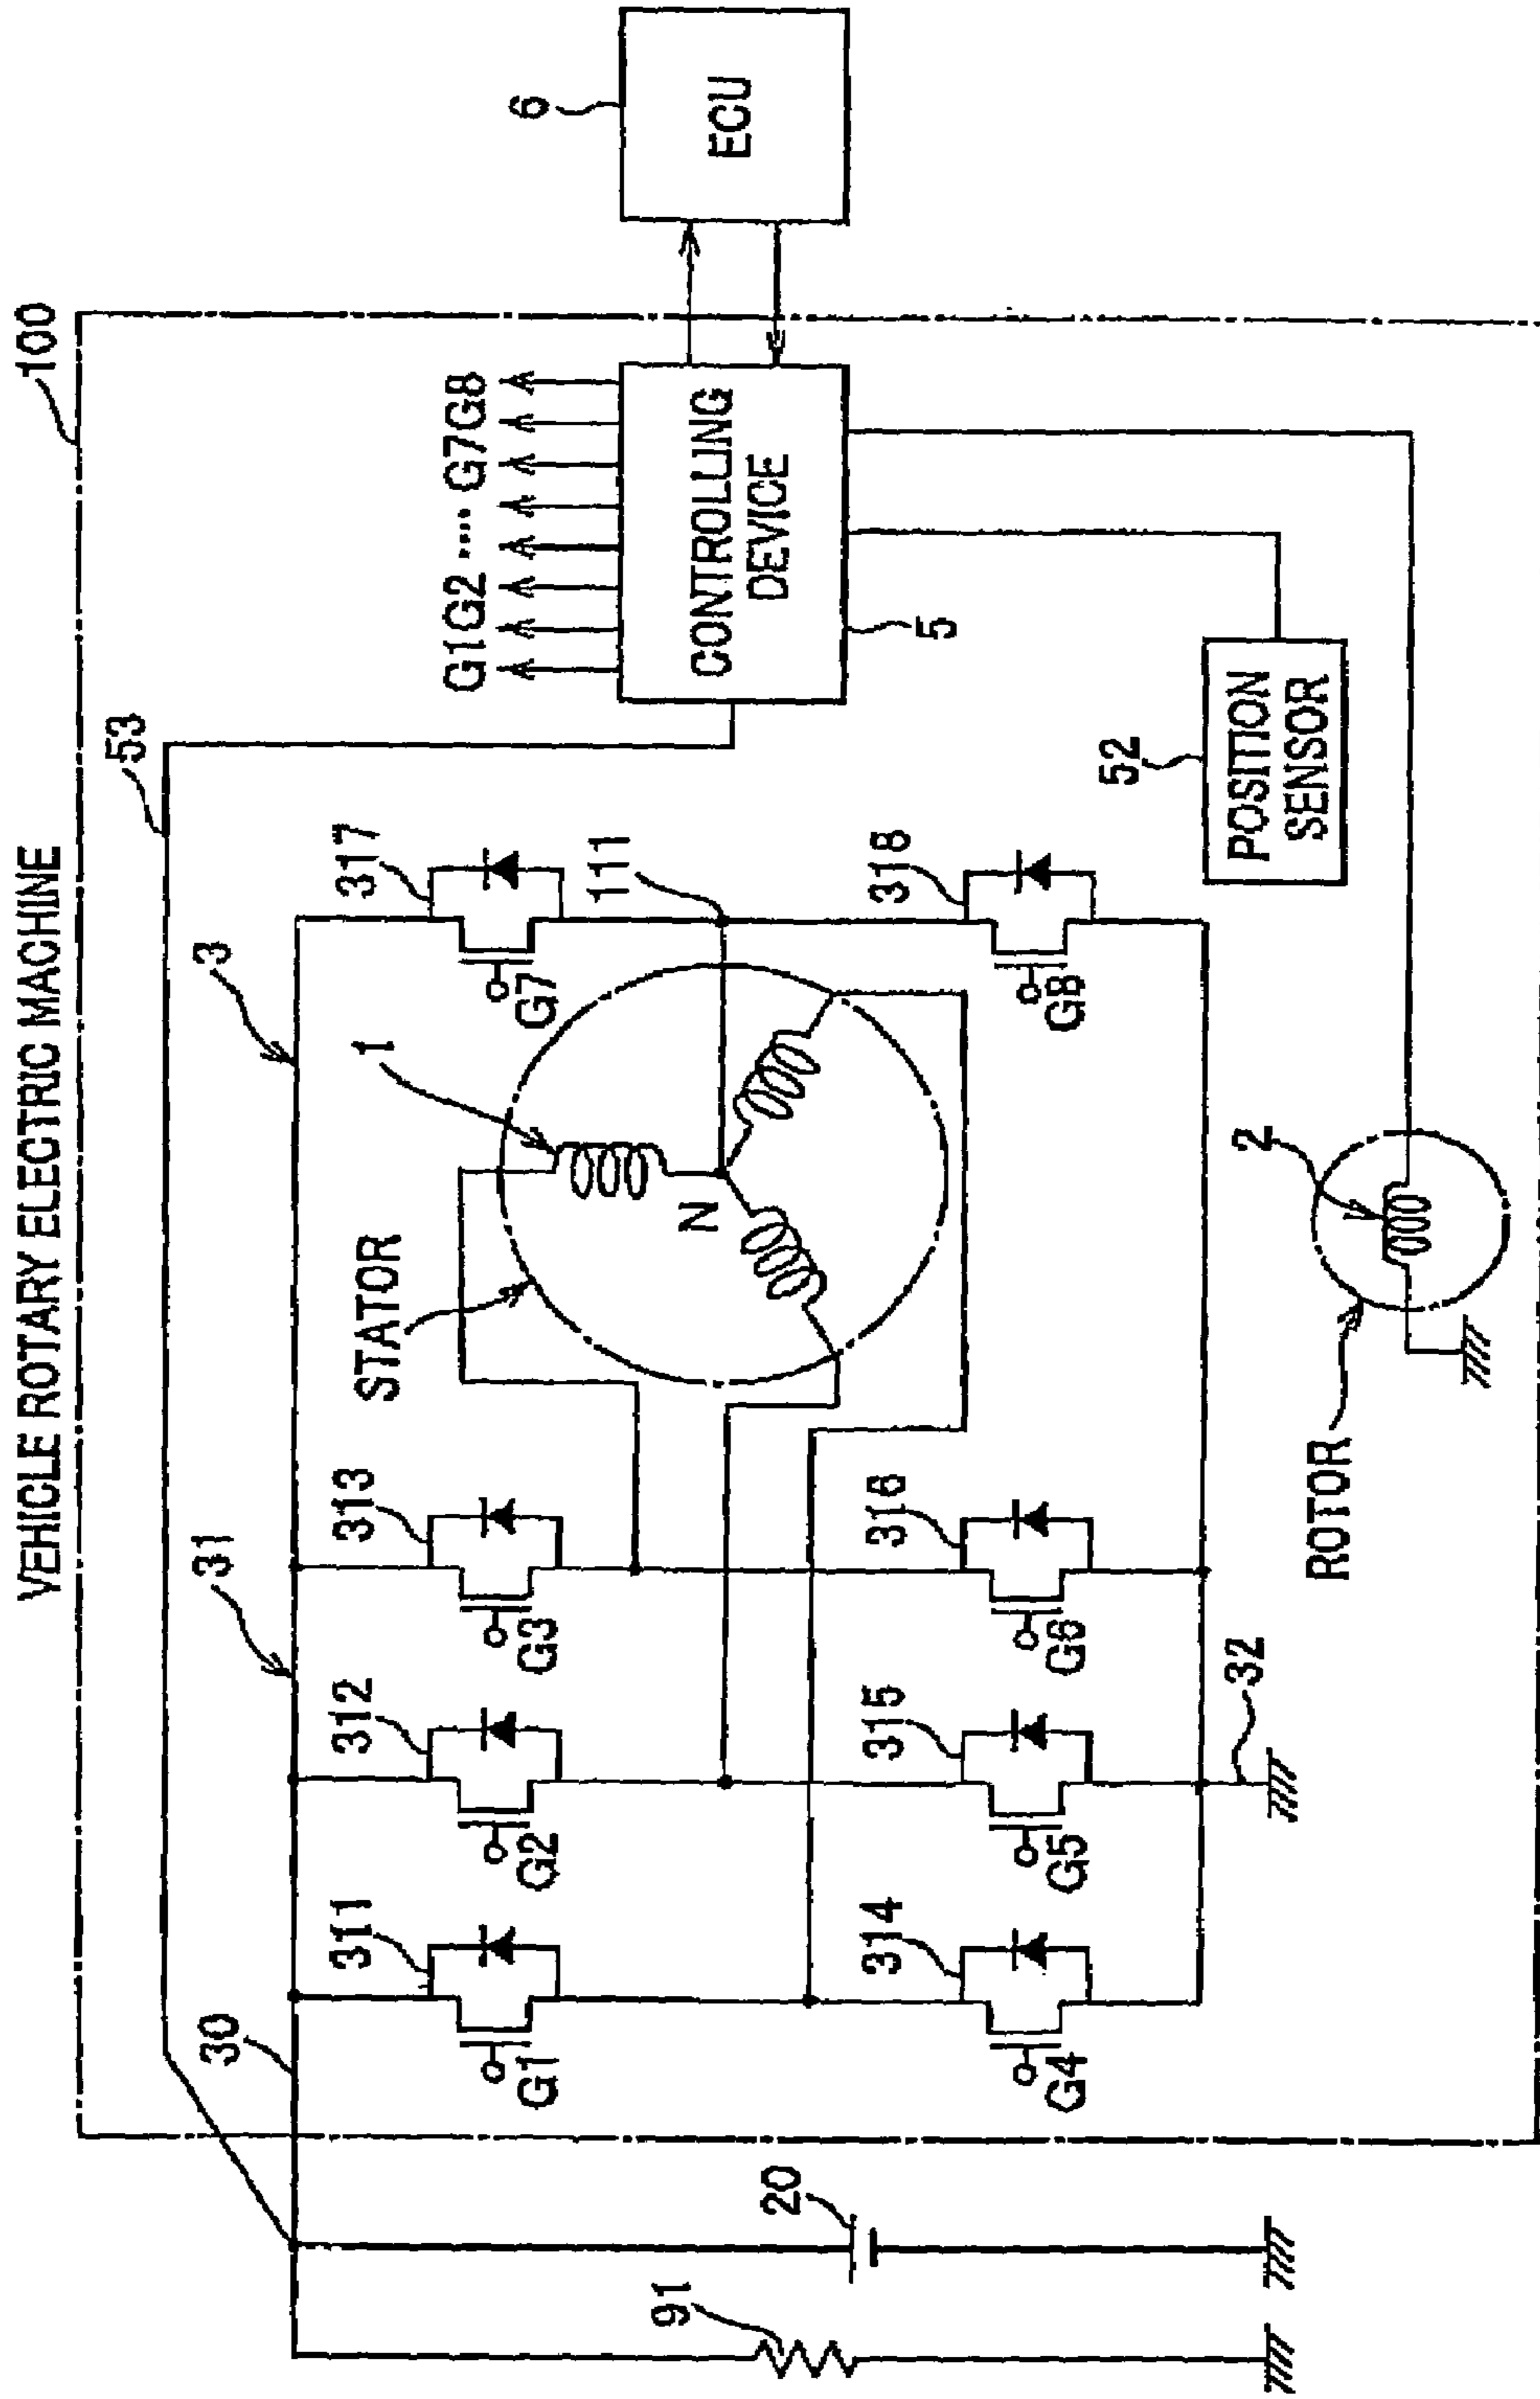 VEHICLE ROTARY ELECTRIC MACHINE
100
53
3
31
30
317
313
312
311
G7
G3
G2
G1
1
STATOR
N
111
G1G2 ···· G7G8
CONTROLLING
DEVICE
5
6
ECU
318
316
315
314
G8
G6
G5
G4
32
52
POSITION
SENSOR
2
ROTOR
20
91